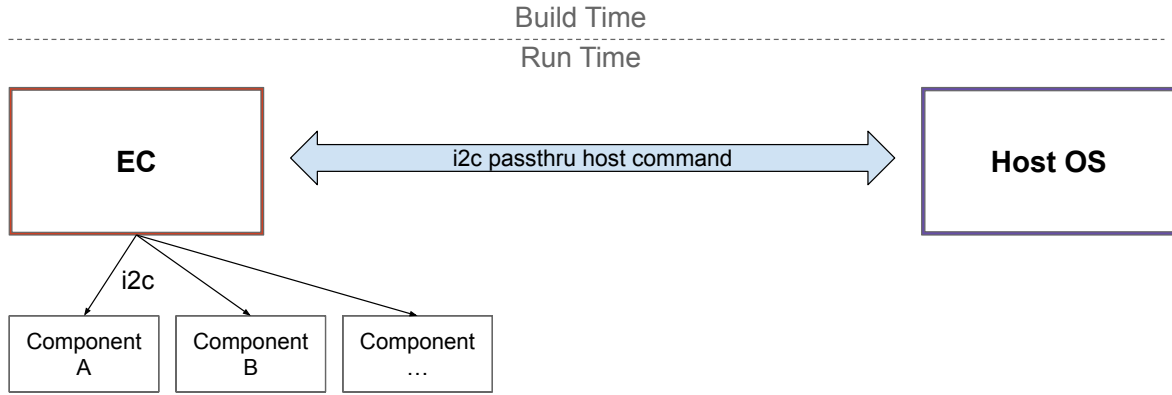 Build Time
Run Time
EC
i2c passthru host command
Host OS
i2c
Component
A
Component
B
Component
...